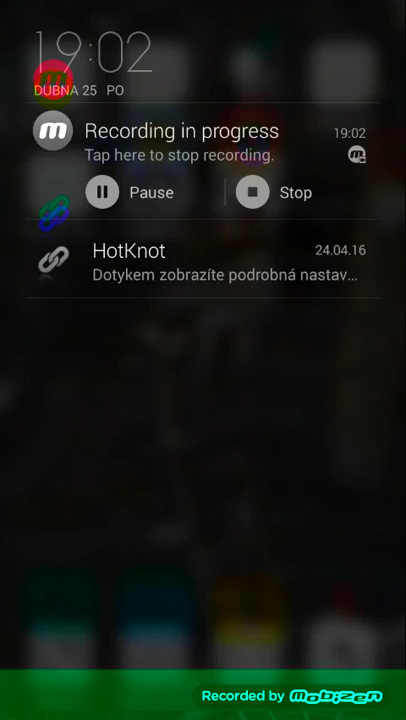 19:02
DUBNA 25 PO
Recording in progress
19:02
Tap here to stop recording.
Pause
Stop
HotKnot
24.04.16
Dotykem zobrazíte podrobná nastav...
Recorded by Mobizen